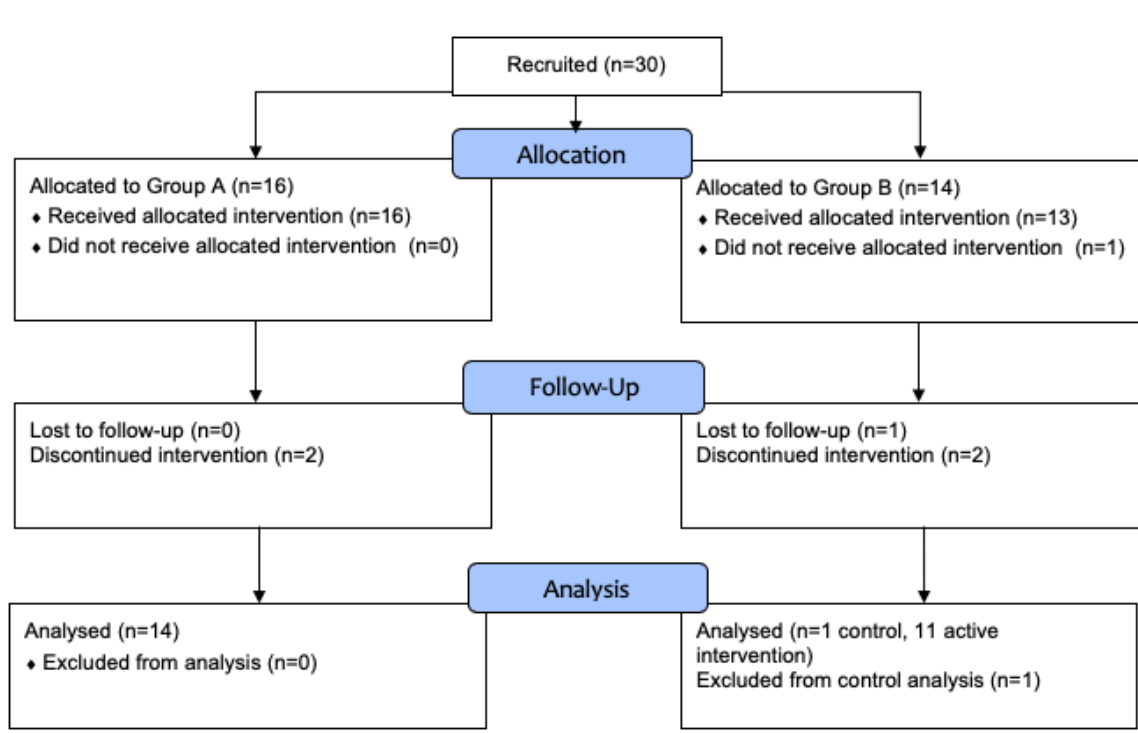 Recruited (n=30)
Allocation
Allocated to Group A (n=16)
♦ Received allocated intervention (n=16)
♦ Did not receive allocated intervention (n=0)
Allocated to Group B (n=14)
♦ Received allocated intervention (n=13)
♦ Did not receive allocated intervention (n=1)
Follow-Up
Lost to follow-up (n=0)
Discontinued intervention (n=2)
Lost to follow-up (n=1)
Discontinued intervention (n=2)
Analysis
Analysed (n=14)
♦ Excluded from analysis (n=0)
Analysed (n=1 control, 11 active
intervention)
Excluded from control analysis (n=1)